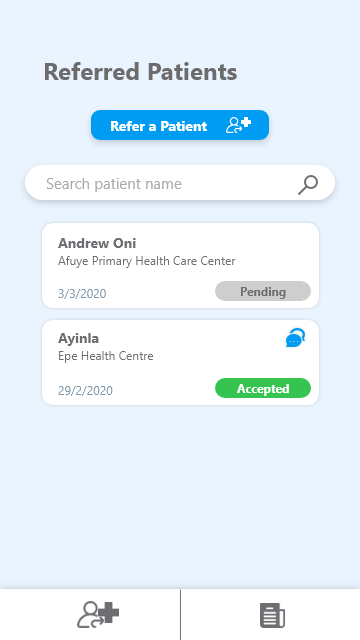 Referred Patients
Refer a Patient
Search patient name
Andrew Oni
Afuye Primary Health Care Center
3/3/2020
Pending
Ayinla
Epe Health Centre
29/2/2020
Accepted